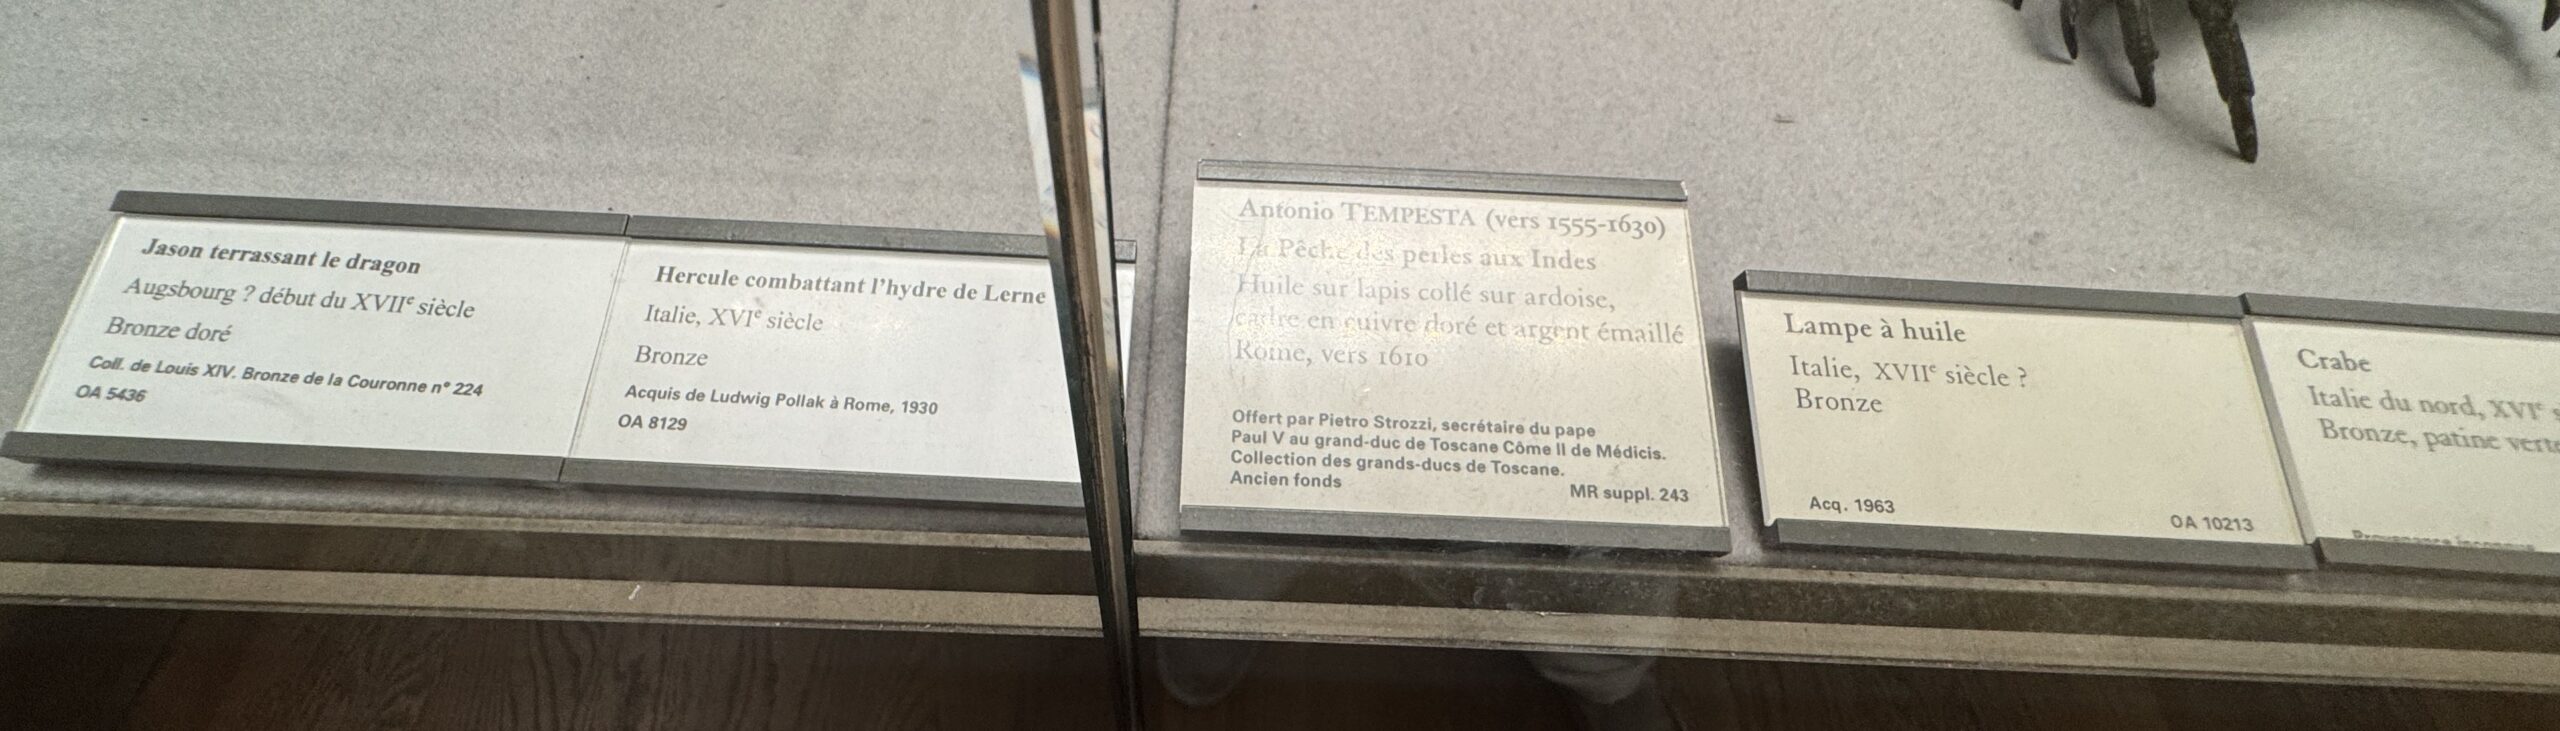 Jason terrassant le dragon
Augsbourg ? début du XVIIe siècle
Bronze doré
Coll. de Louis XIV. Bronze de la Couronne n° 224
OA 5436
Hercule combattant l'hydre de Lerne
Italie, XVIe siècle
Bronze
Acquis de Ludwig Pollak à Rome, 1930
OA 8129
Antonio TEMPESTA (vers 1555-1630)
La Pêche des perles aux Indes
Huile sur lapis collé sur ardoise,
cadre en cuivre doré et argent émaillé
Rome, vers 1610
Offert par Pietro Strozzi, secrétaire du pape
Paul V au grand-duc de Toscane Côme II de Médicis.
Collection des grands-ducs de Toscane.
Ancien fonds
MR suppl. 243
Lampe à huile
Italie, XVIIe siècle ?
Bronze
Acq. 1963
OA 10213
Crabe
Italie du nord, XVIe s
Bronze, patine verte